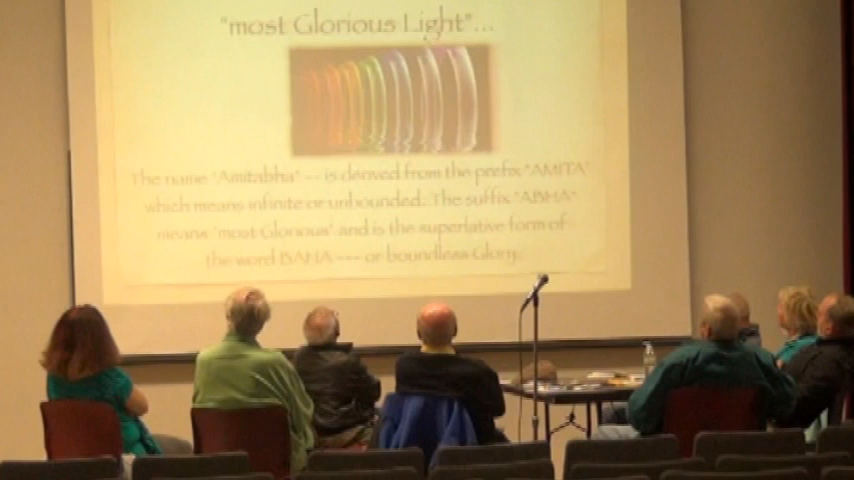 "most Glorious Light"...
The name "Amitabha" --- is derived from the prefix "AMITA"
which means infinite or unbounded. The suffix "ABHA"
means 'most Glorious' and is the superlative form of
the word BAHA --- or boundless Glory.